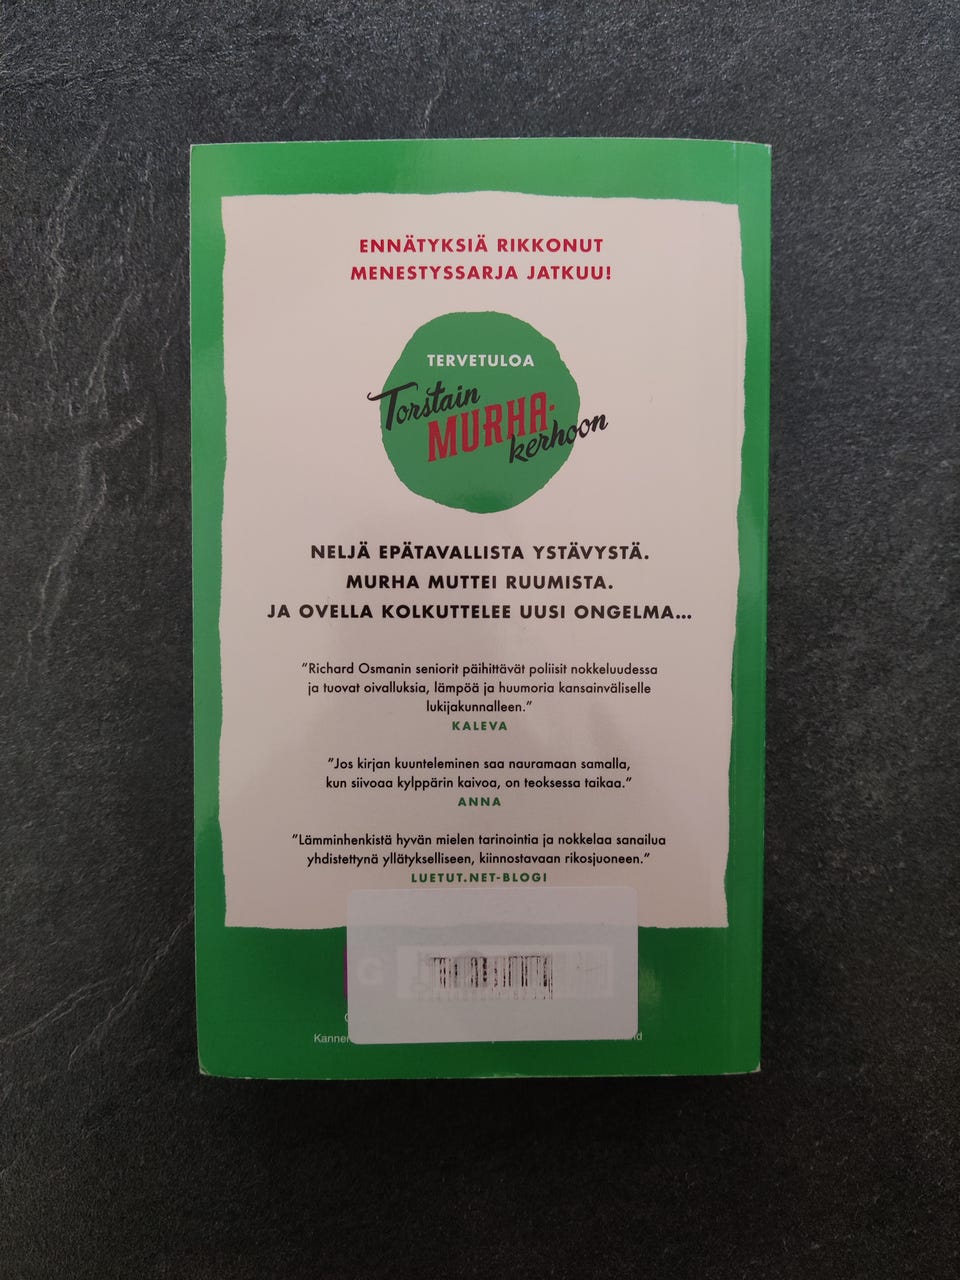 ENNÄTYKSIÄ RIKKONUT
MENESTYSSARJA JATKUU!
TERVETULOA
Torstain
MURHA-
kerhoon
NELJÄ EPÄTAVALLISTA YSTÄVYSTÄ.
MURHA MUTTEI RUUMISTA.
JA OVELLA KOLKUTTELEE UUSI ONGELMA...
”Richard Osmanin seniorit päihittävät poliisit nokkeluudessa
ja tuovat oivalluksia, lämpöä ja huumoria kansainväliselle
lukijakunnalleen.”
KALEVA
”Jos kirjan kuunteleminen saa nauramaan samalla,
kun siivoaa kylppärin kaivoa, on teoksessa taikaa.”
ANNA
”Lämminhenkistä hyvän mielen tarinointia ja nokkelaa sanailua
yhdistettynä yllätykselliseen, kiinnostavaan rikosjuoneen.”
LUETUT.NET-BLOGI
G